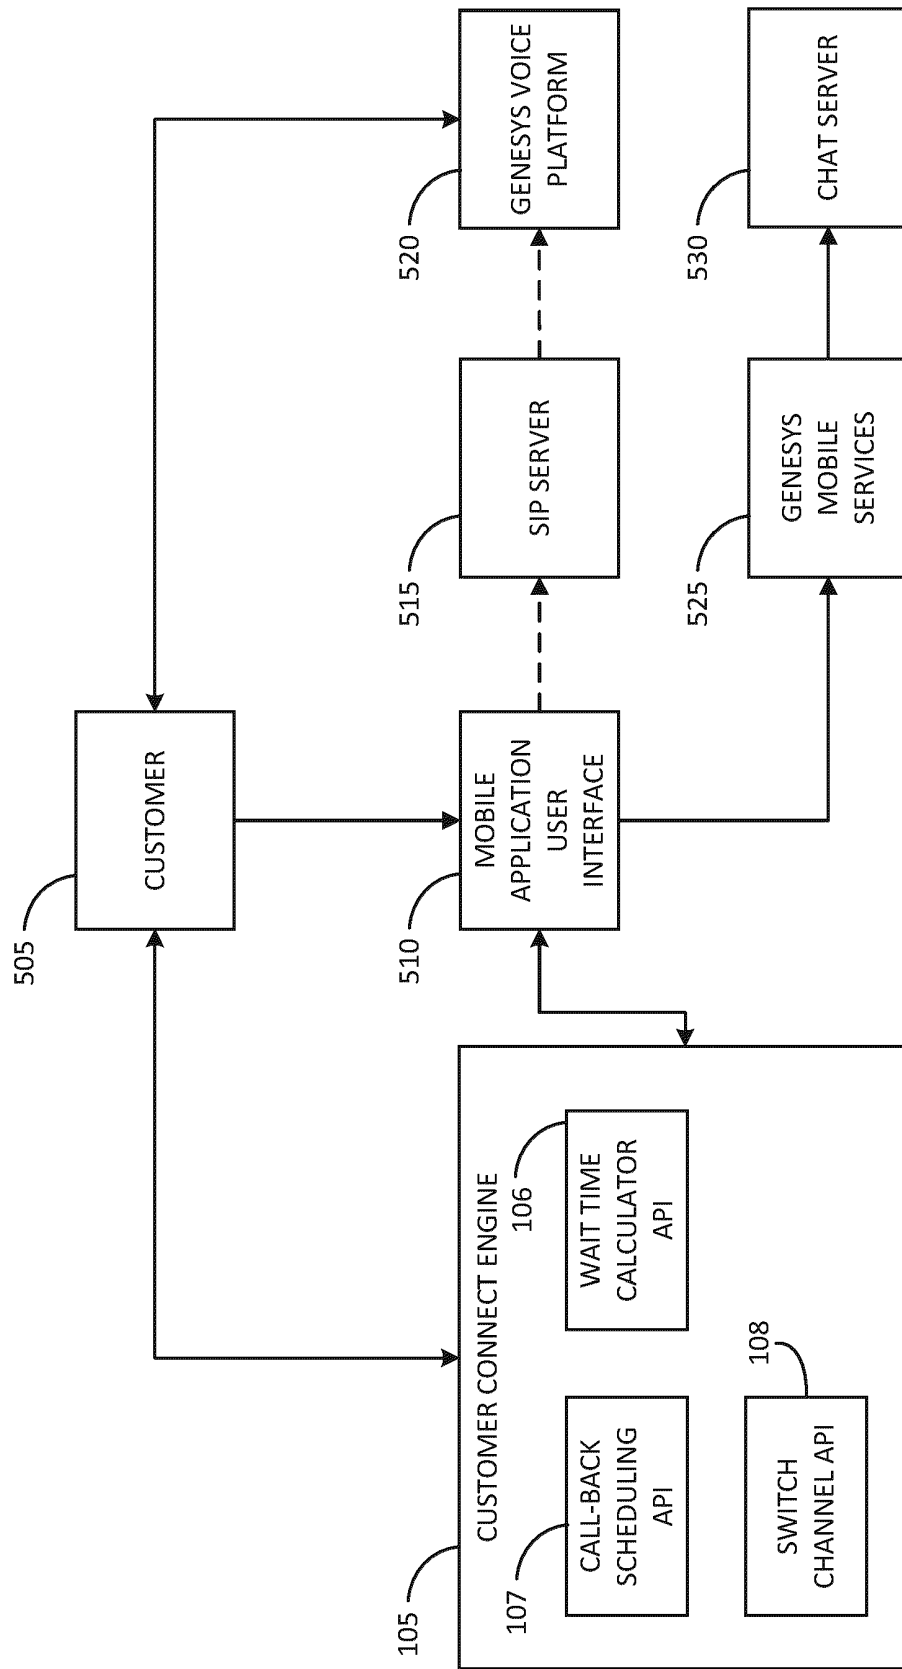 505
CUSTOMER
105
CUSTOMER CONNECT ENGINE
107
CALL-BACK
SCHEDULING
API
106
WAIT TIME
CALCULATOR
API
108
SWITCH
CHANNEL API
510
MOBILE
APPLICATION
USER
INTERFACE
515
SIP SERVER
520
GENESYS VOICE
PLATFORM
525
GENESYS
MOBILE
SERVICES
530
CHAT SERVER